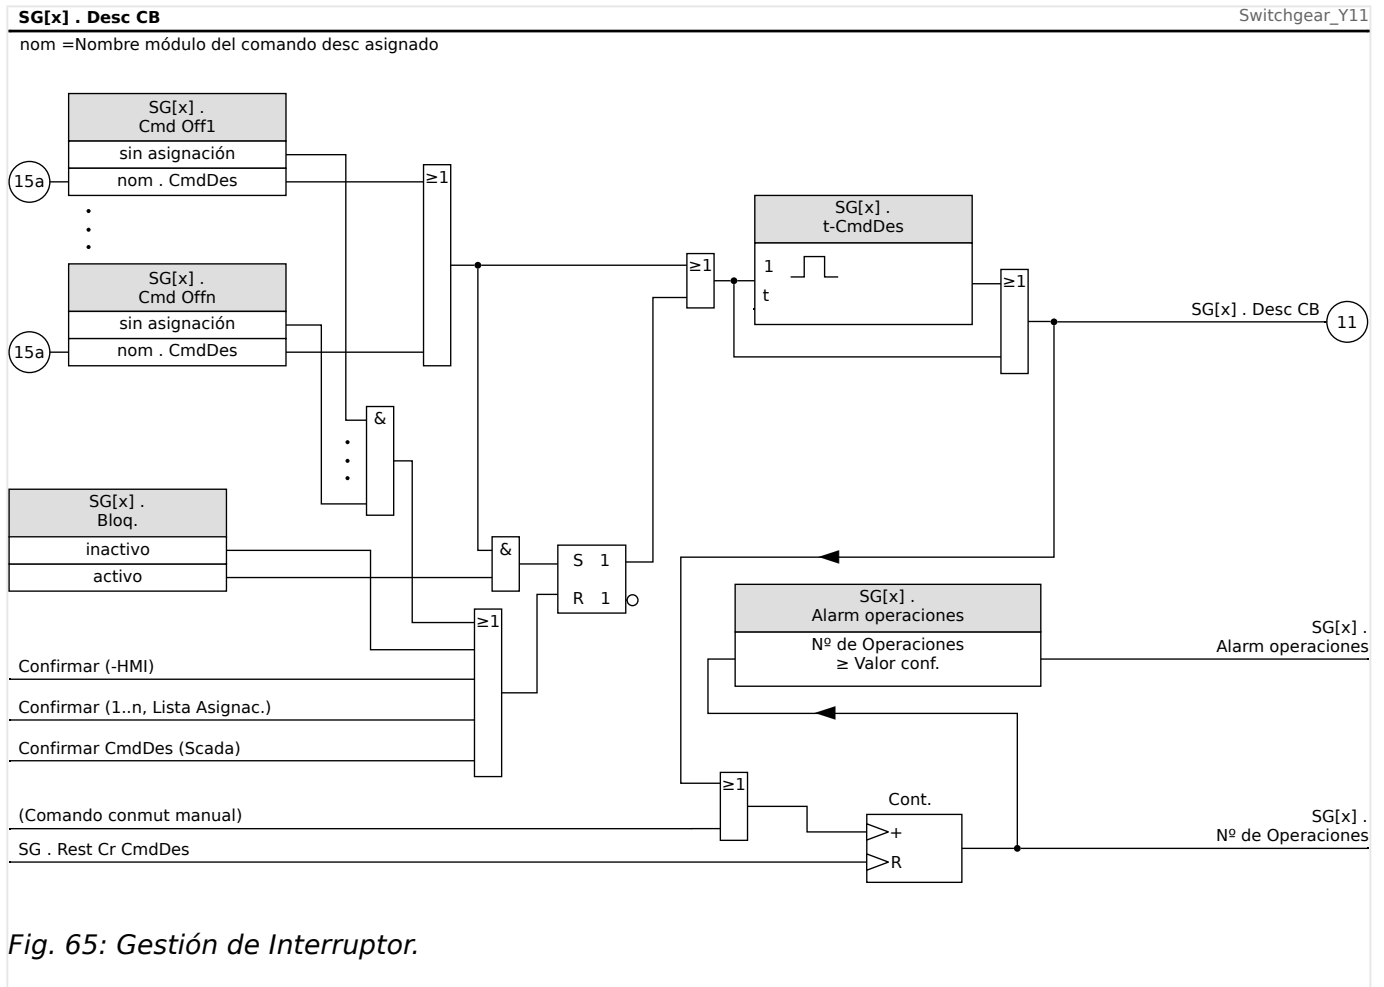 SG[x] . Desc CB
Switchgear_Y11
nom =Nombre módulo del comando desc asignado
SG[x] .
Cmd Off1
sin asignación
15a
nom . CmdDes
≥1
SG[x] .
t-CmdDes
SG[x] .
Cmd Offn
≥1
1
t
≥1
sin asignación
SG[x] . Desc CB
11
15a
nom . CmdDes
&
SG[x] .
Bloq.
inactivo
activo
&
S 1
R 1
SG[x] .
Alarm operaciones
Nº de Operaciones
≥ Valor conf.
≥1
SG[x] .
Alarm operaciones
Confirmar (-HMI)
Confirmar (1..n, Lista Asignac.)
Confirmar CmdDes (Scada)
≥1
Cont.
(Comando conmut manual)
+
SG[x] .
Nº de Operaciones
SG . Rest Cr CmdDes
R
Fig. 65: Gestión de Interruptor.